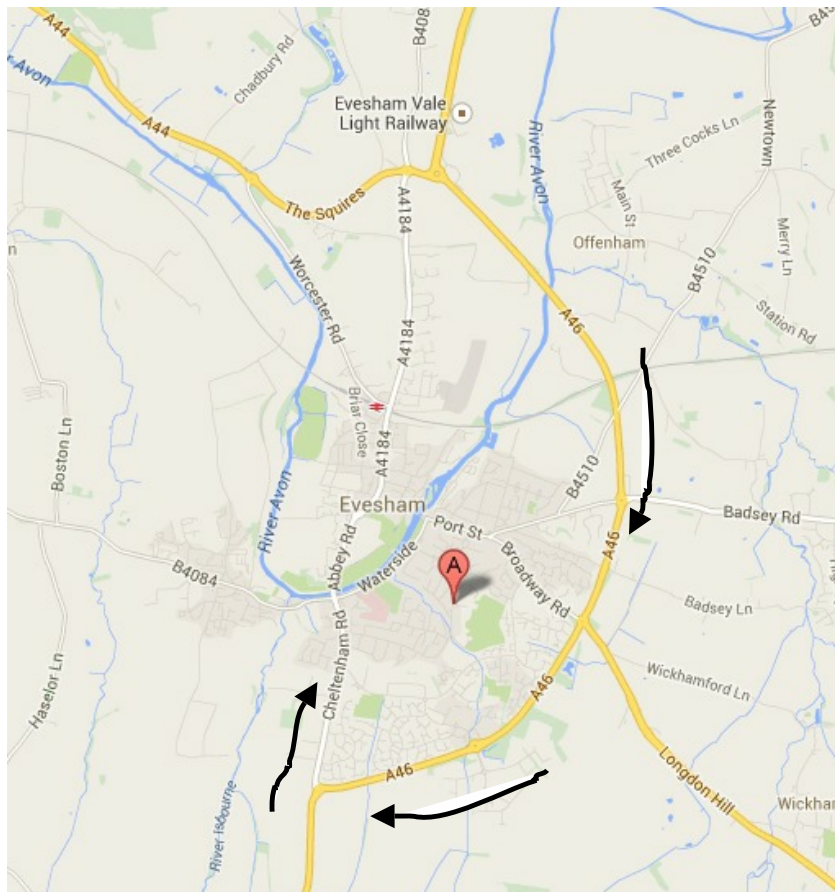 A44
B408
B45
Chadbury Rd
er Avon
A44
Evesham Vale
Light Railway
River Avon
Newtown
Three Cocks Ln
The Squires
A4184
Main St
Merry Ln
Offenham
n
B4510
Worcester Rd
A46
Station Rd
A4184
Briar Close
Boston Ln
A4184
B4510
Evesham
River Avon
Port St
Badsey Rd
Abbey Rd
A46
Waterside
Broadway Rd
A
B4084
Badsey Ln
Cheltenham Rd
Haselor Ln
Wickhamford Ln
A46
A46
Longdon Hill
River Isbourne
Wickham